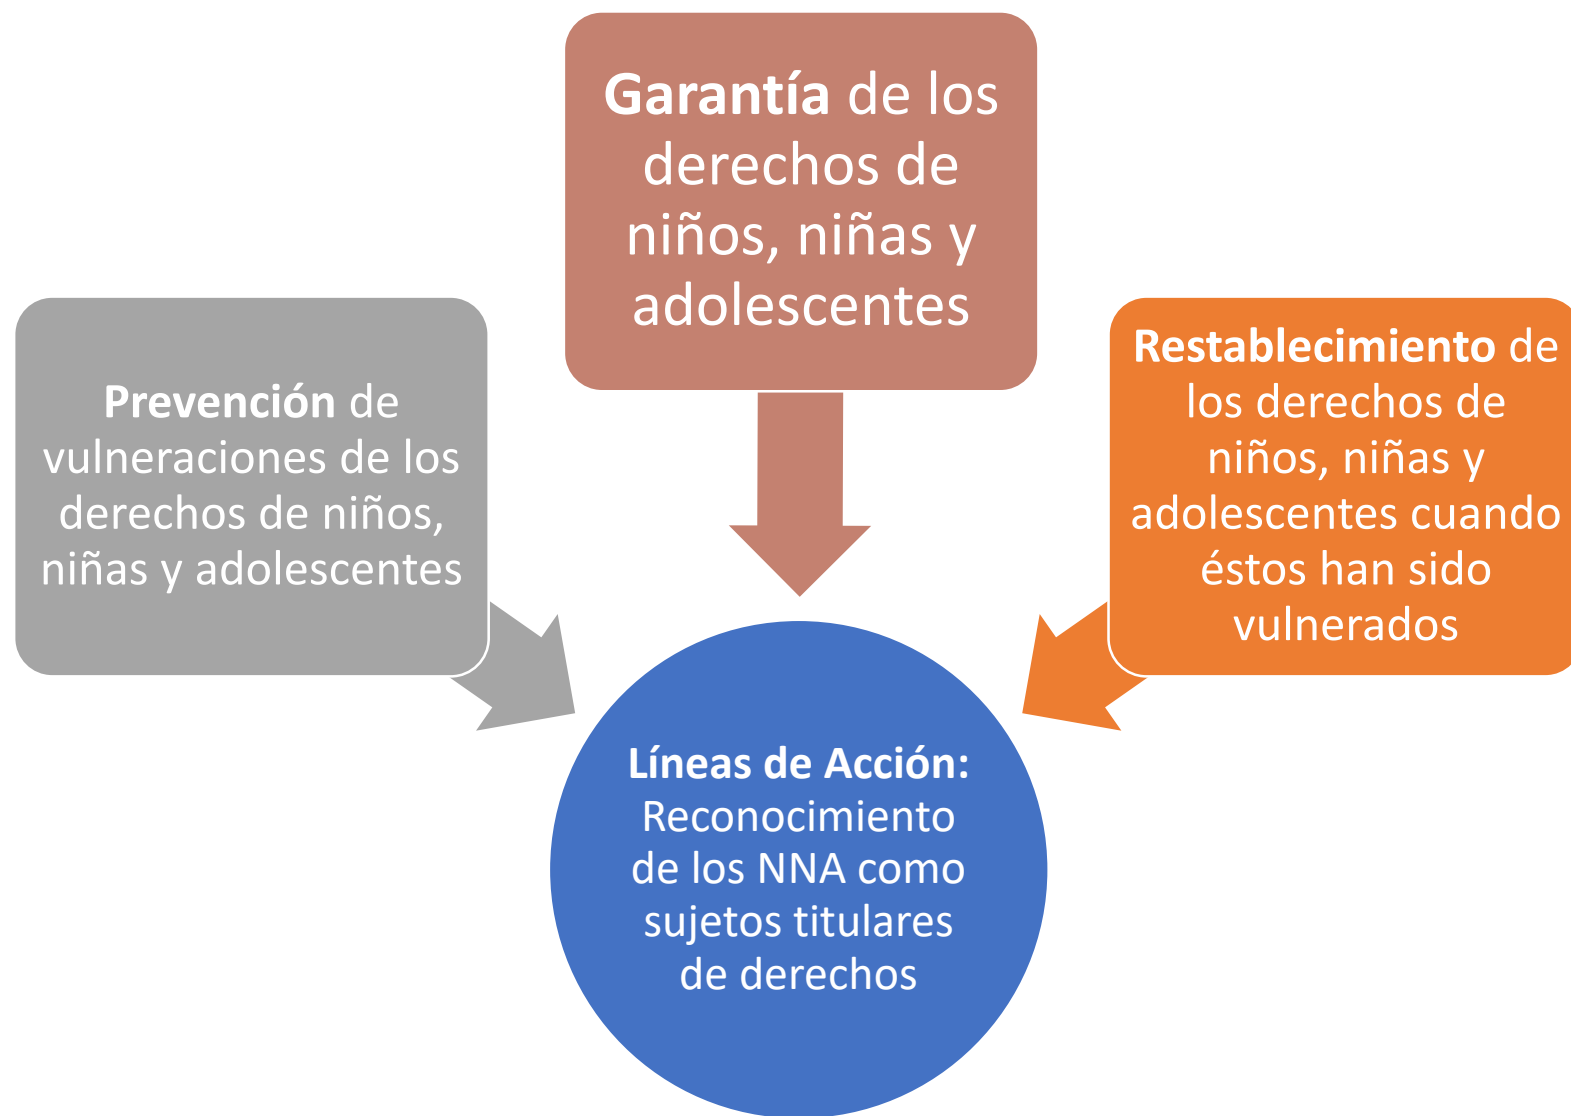 Garantía de los
derechos de
niños, niñas y
adolescentes
Prevención de
vulneraciones de los
derechos de niños,
niñas y adolescentes
Restablecimiento de
los derechos de
niños, niñas y
adolescentes cuando
éstos han sido
vulnerados
Líneas de Acción:
Reconocimiento
de los NNA como
sujetos titulares
de derechos